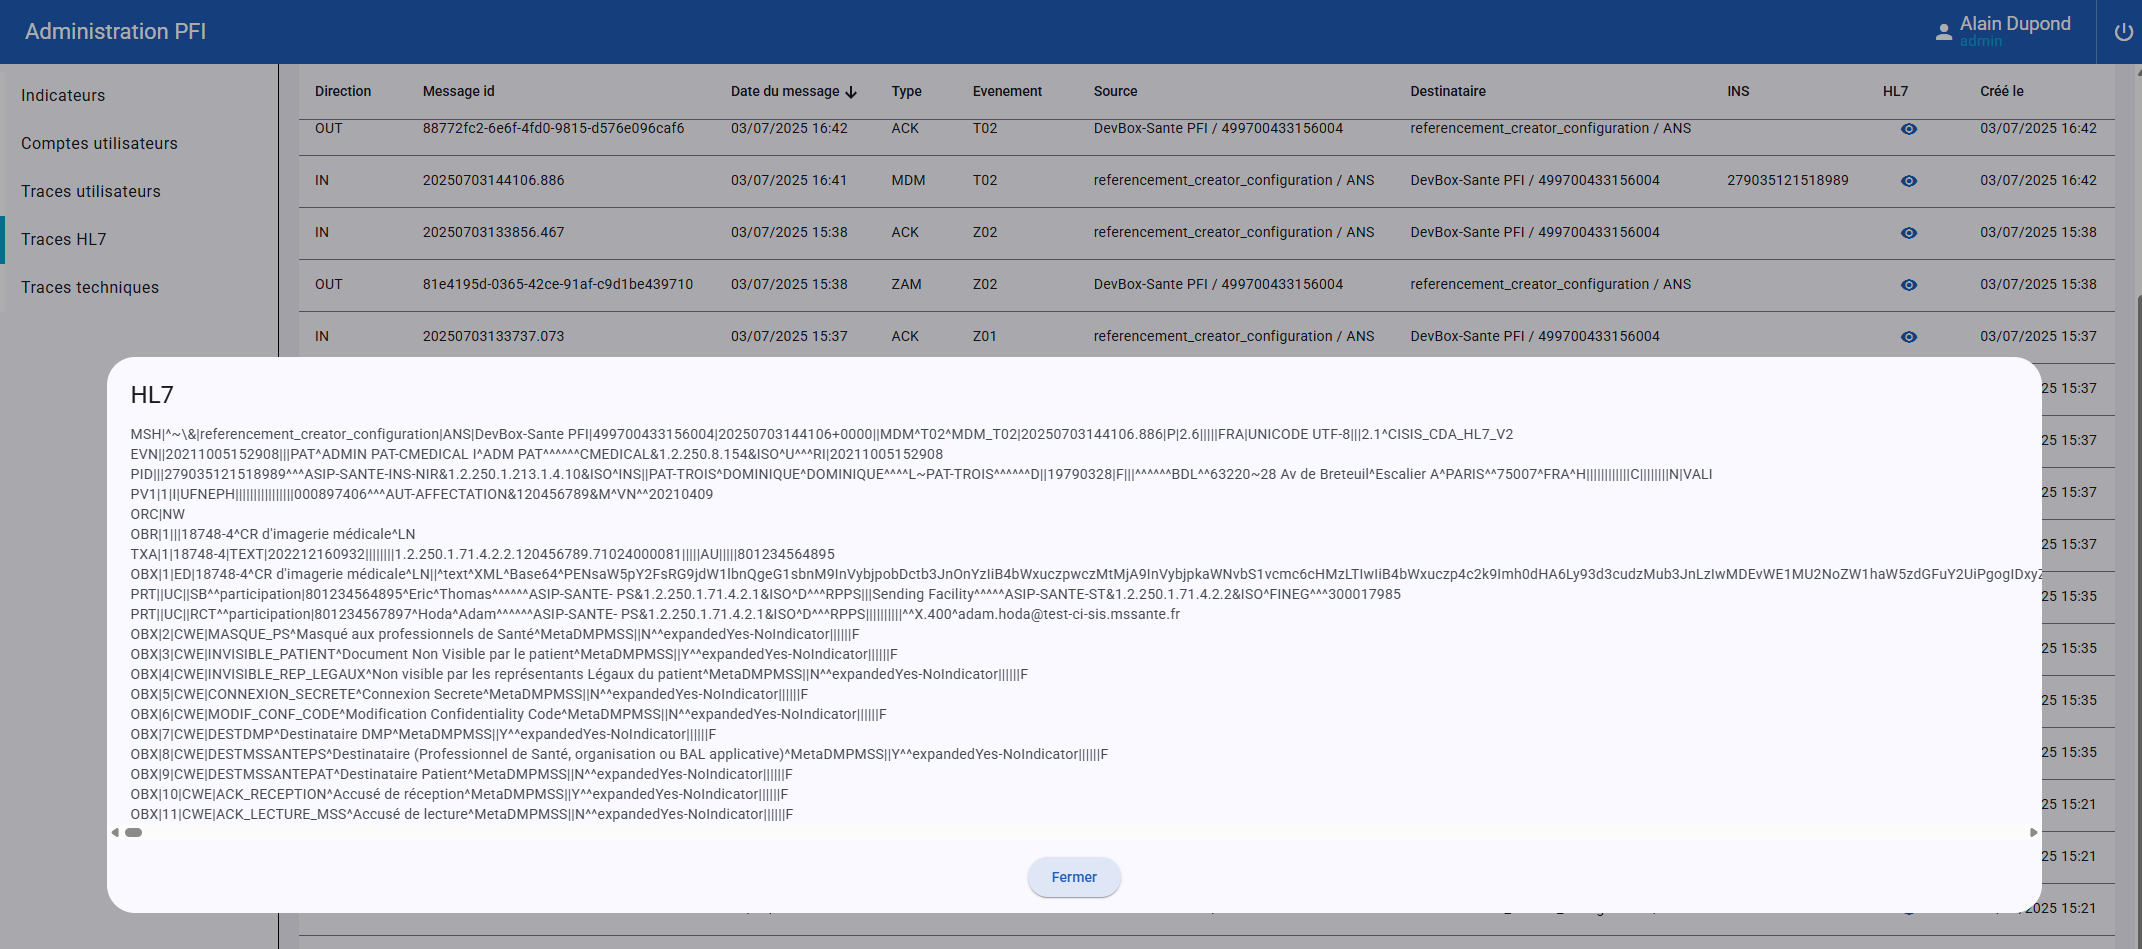 Administration PFI
Alain Dupond
admin
Indicateurs
Comptes utilisateurs
Traces utilisateurs
Traces HL7
Traces techniques
Direction Message id Date du message Type Evenement Source Destinataire INS HL7 Créé le
OUT 88772fc2-6e6f-4fd0-9815-d576e096caf6 03/07/2025 16:42 ACK T02 DevBox-Sante PFI / 499700433156004 referencement_creator_configuration / ANS 03/07/2025 16:42
IN 20250703144106.886 03/07/2025 16:41 MDM T02 referencement_creator_configuration / ANS DevBox-Sante PFI / 499700433156004 279035121518989 03/07/2025 16:42
IN 20250703133856.467 03/07/2025 15:38 ACK Z02 referencement_creator_configuration / ANS DevBox-Sante PFI / 499700433156004 03/07/2025 15:38
OUT 81e4195d-0365-42ce-91af-c9d1be439710 03/07/2025 15:38 ZAM Z02 DevBox-Sante PFI / 499700433156004 referencement_creator_configuration / ANS 03/07/2025 15:38
IN 20250703133737.073 03/07/2025 15:37 ACK Z01 referencement_creator_configuration / ANS DevBox-Sante PFI / 499700433156004 03/07/2025 15:37
HL7
MSH|^~\&|referencement_creator_configuration|ANS|DevBox-Sante PFI|499700433156004|20250703144106+0000||MDM^T02^MDM_T02|20250703144106.886|P|2.6|||||FRA|UNICODE UTF-8|||2.1^CISIS_CDA_HL7_V2
EVN||20211005152908|||PAT^ADMIN PAT-CMEDICAL I^ADM PAT^^^^^^CMEDICAL&1.2.250.8.154&ISO^U^^^RI|20211005152908
PID|||279035121518989^^^ASIP-SANTE-INS-NIR&1.2.250.1.213.1.4.10&ISO^INS||PAT-TROIS^DOMINIQUE^DOMINIQUE^^^^L~PAT-TROIS^^^^^^D||19790328|F|||^^^^^^BDL^^63220~28 Av de Breteuil^Escalier A^PARIS^^75007^FRA^H||||||||||||C||||||||N|VALI
PV1|1|I|UFNEPH||||||||||||||||000897406^^^AUT-AFFECTATION&120456789&M^VN^^20210409
ORC|NW
OBR|1|||18748-4^CR d'imagerie médicale^LN
TXA|1|18748-4|TEXT|202212160932||||||||1.2.250.1.71.4.2.2.120456789.71024000081|||||AU|||||801234564895
OBX|1|ED|18748-4^CR d'imagerie médicale^LN||^text^XML^Base64^PENsaW5pY2FsRG9jdW1lbnQgeG1sbnM9InVybjpobDctb3JnOnYzIiB4bWxuczpwczMtMjA9InVybjpkaWNvbS1vcmc6cHMzLTIwIiB4bWxuczp4c2k9Imh0dHA6Ly93d3cudzMub3JnLzIwMDEvWE1MU2NoZW1haW5zdGFuY2UiPgogIDxyZ
PRT||UC||SB^^participation|801234564895^Eric^Thomas^^^^^^ASIP-SANTE- PS&1.2.250.1.71.4.2.1&ISO^D^^^RPPS|||Sending Facility^^^^^ASIP-SANTE-ST&1.2.250.1.71.4.2.2&ISO^FINEG^^^300017985
PRT||UC||RCT^^participation|801234567897^Hoda^Adam^^^^^^ASIP-SANTE- PS&1.2.250.1.71.4.2.1&ISO^D^^^RPPS||||||||||^^X.400^adam.hoda@test-ci-sis.mssante.fr
OBX|2|CWE|MASQUE_PS^Masqué aux professionnels de Santé^MetaDMPMSS||N^^expandedYes-NoIndicator||||||F
OBX|3|CWE|INVISIBLE_PATIENT^Document Non Visible par le patient^MetaDMPMSS||Y^^expandedYes-NoIndicator||||||F
OBX|4|CWE|INVISIBLE_REP_LEGAUX^Non visible par les représentants Légaux du patient^MetaDMPMSS||N^^expandedYes-NoIndicator||||||F
OBX|5|CWE|CONNEXION_SECRETE^Connexion Secrete^MetaDMPMSS||N^^expandedYes-NoIndicator||||||F
OBX|6|CWE|MODIF_CONF_CODE^Modification Confidentiality Code^MetaDMPMSS||N^^expandedYes-NoIndicator||||||F
OBX|7|CWE|DESTDMP^Destinataire DMP^MetaDMPMSS||Y^^expandedYes-NoIndicator||||||F
OBX|8|CWE|DESTMSSANTEPS^Destinataire (Professionnel de Santé, organisation ou BAL applicative)^MetaDMPMSS||Y^^expandedYes-NoIndicator||||||F
OBX|9|CWE|DESTMSSANTEPAT^Destinataire Patient^MetaDMPMSS||N^^expandedYes-NoIndicator||||||F
OBX|10|CWE|ACK_RECEPTION^Accusé de réception^MetaDMPMSS||Y^^expandedYes-NoIndicator||||||F
OBX|11|CWE|ACK_LECTURE_MSS^Accusé de lecture^MetaDMPMSS||N^^expandedYes-NoIndicator||||||F
Fermer
25 15:37
25 15:37
25 15:37
25 15:37
25 15:35
25 15:35
25 15:35
25 15:35
25 15:21
25 15:21
2025 15:21